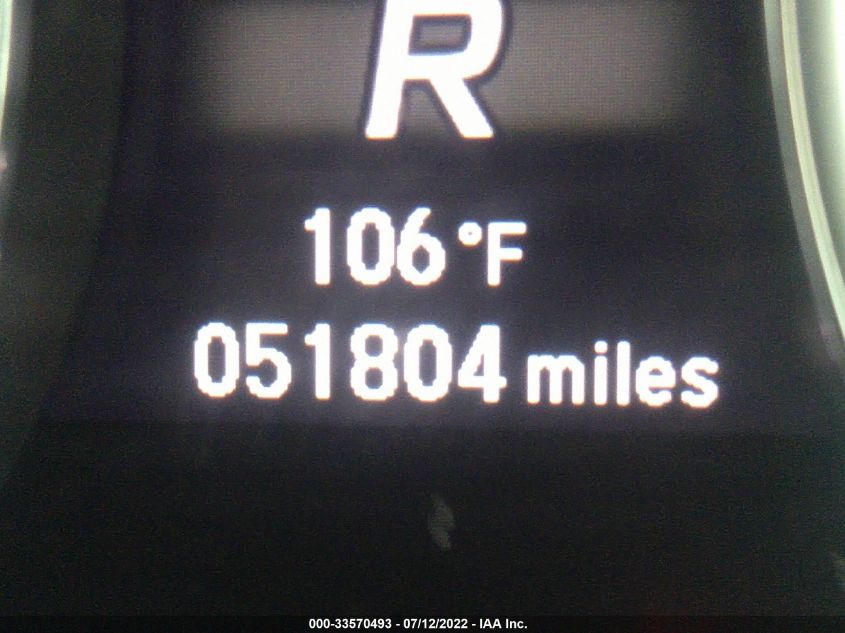 R
106 °F
051804 miles
000-33570493 - 07/12/2022 - IAA Inc.